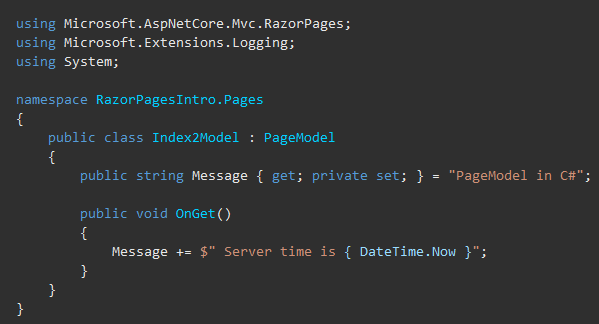 using Microsoft.AspNetCore.Mvc.RazorPages;
using Microsoft.Extensions.Logging;
using System;

namespace RazorPagesIntro.Pages
{
    public class Index2Model : PageModel
    {
        public string Message { get; private set; } = "PageModel in C#";

        public void OnGet()
        {
            Message += $" Server time is { DateTime.Now }";
        }
    }
}